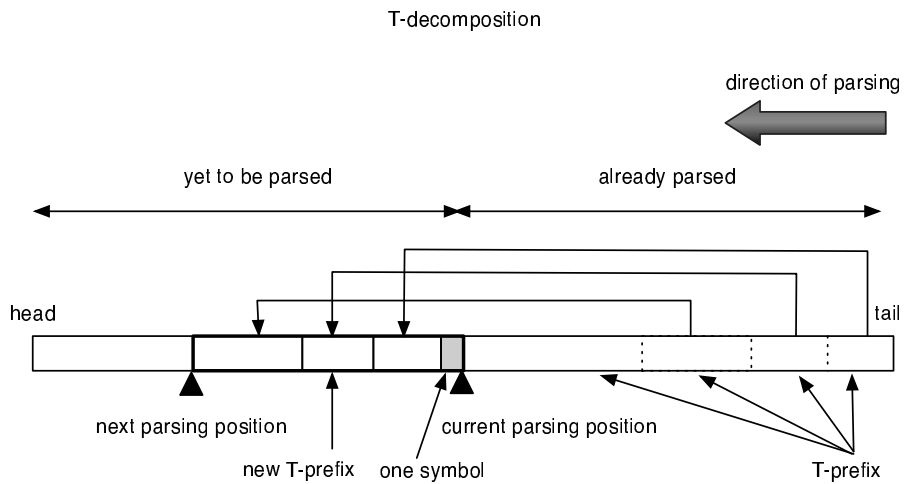 T-decomposition
direction of parsing
yet to be parsed
already parsed
head
tail
next parsing position
current parsing position
new T-prefix
one symbol
T-prefix